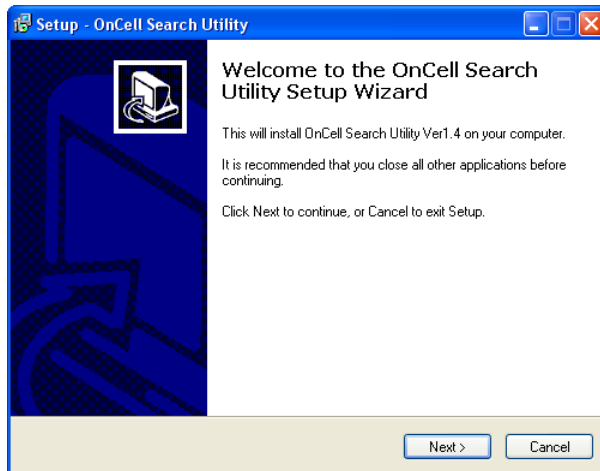 Setup - OnCell Search Utility
Welcome to the OnCell Search
Utility Setup Wizard
This will install OnCell Search Utility Ver1.4 on your computer.
It is recommended that you close all other applications before
continuing.
Click Next to continue, or Cancel to exit Setup.
Next >
Cancel